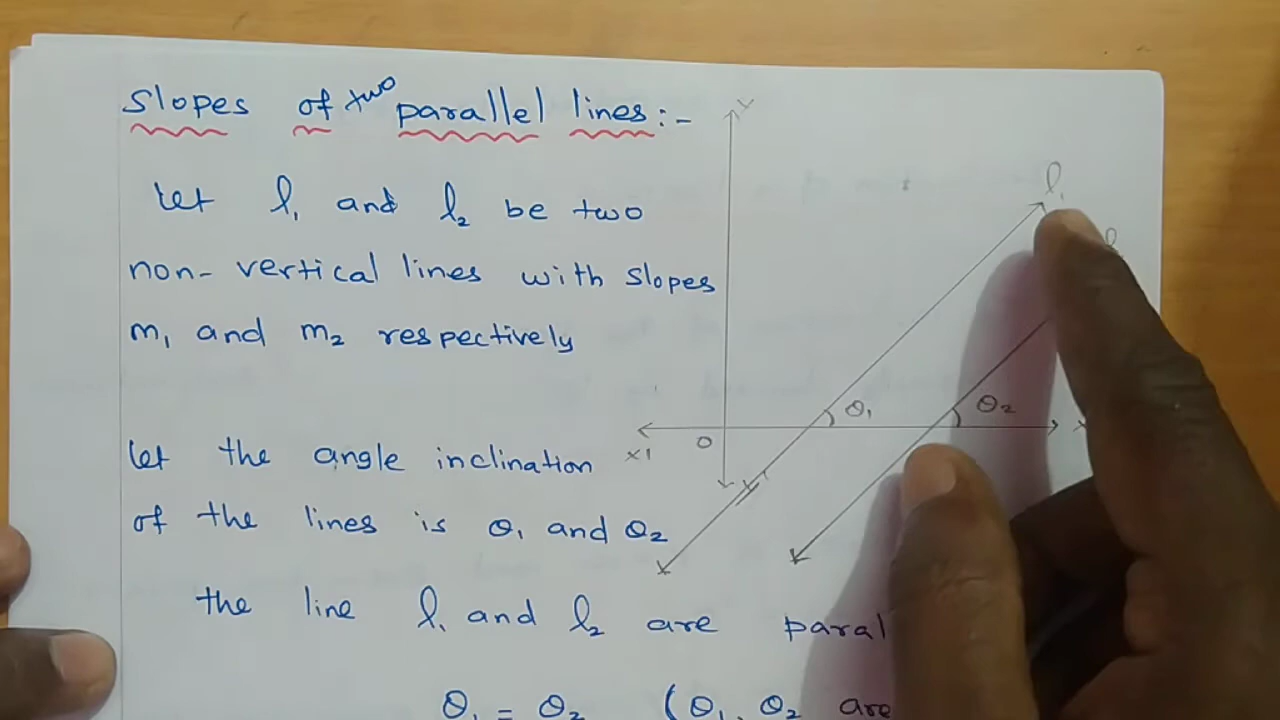 Slopes of two parallel lines:-
Let l₁ and l₂ be two
non-vertical lines with slopes
m₁ and m₂ respectively
Let the angle inclination
of the lines is θ₁ and θ₂
the line l₁ and l₂ are paral
θ₁ = θ₂ (θ₁, θ₂ are
Y
l₁
l
θ₁
θ₂
X
O
X1